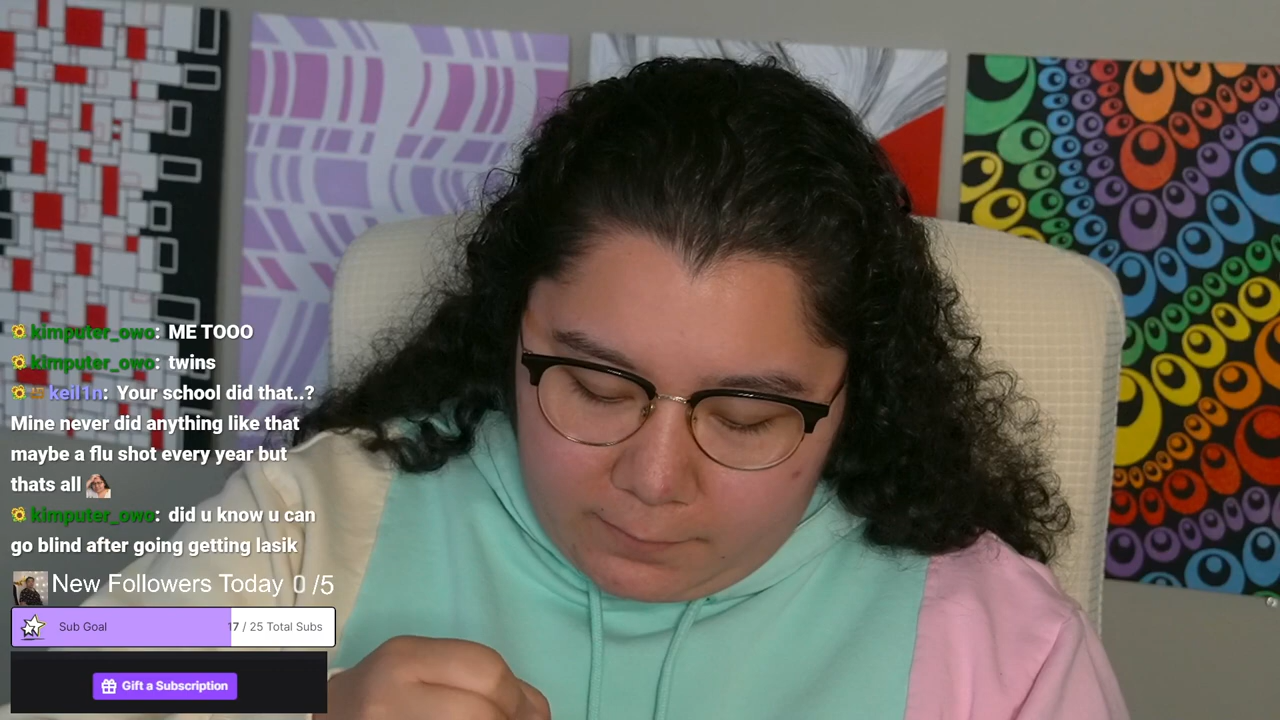 kimputer_owo: ME TOOO
kimputer_owo: twins
keil1n: Your school did that..?
Mine never did anything like that
maybe a flu shot every year but
thats all
kimputer_owo: did u know u can
go blind after going getting lasik
New Followers Today 0 /5
Sub Goal 17 / 25 Total Subs
Gift a Subscription